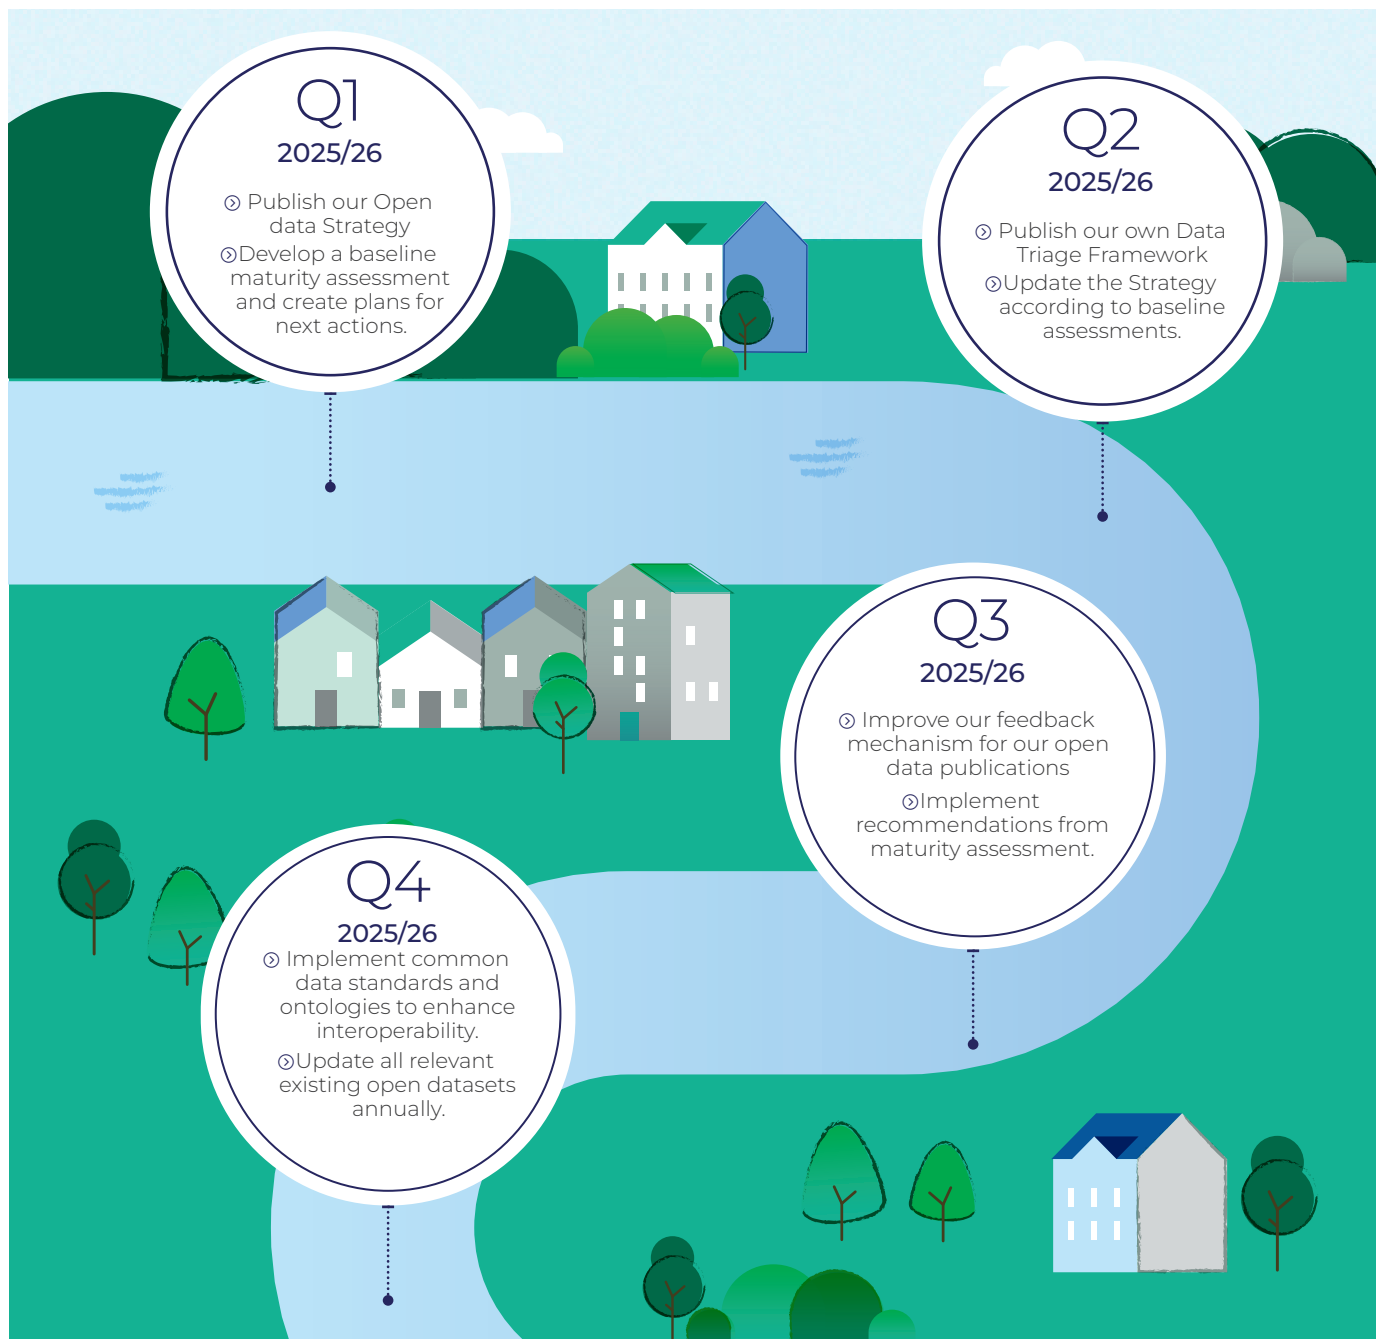 Q1
2025/26
Publish our Open
data Strategy
Develop a baseline
maturity assessment
and create plans for
next actions.
Q2
2025/26
Publish our own Data
Triage Framework
Update the Strategy
according to baseline
assessments.
Q3
2025/26
Improve our feedback
mechanism for our open
data publications
Implement
recommendations from
maturity assessment.
Q4
2025/26
Implement common
data standards and
ontologies to enhance
interoperability.
Update all relevant
existing open datasets
annually.